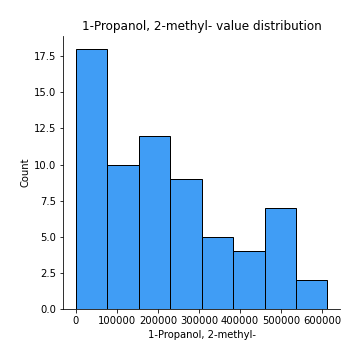 1-Propanol, 2-methyl- value distribution
17.5
15.0
12.5
10.0
7.5
5.0
2.5
0.0
Count
0 100000 200000 300000 400000 500000 600000
1-Propanol, 2-methyl-